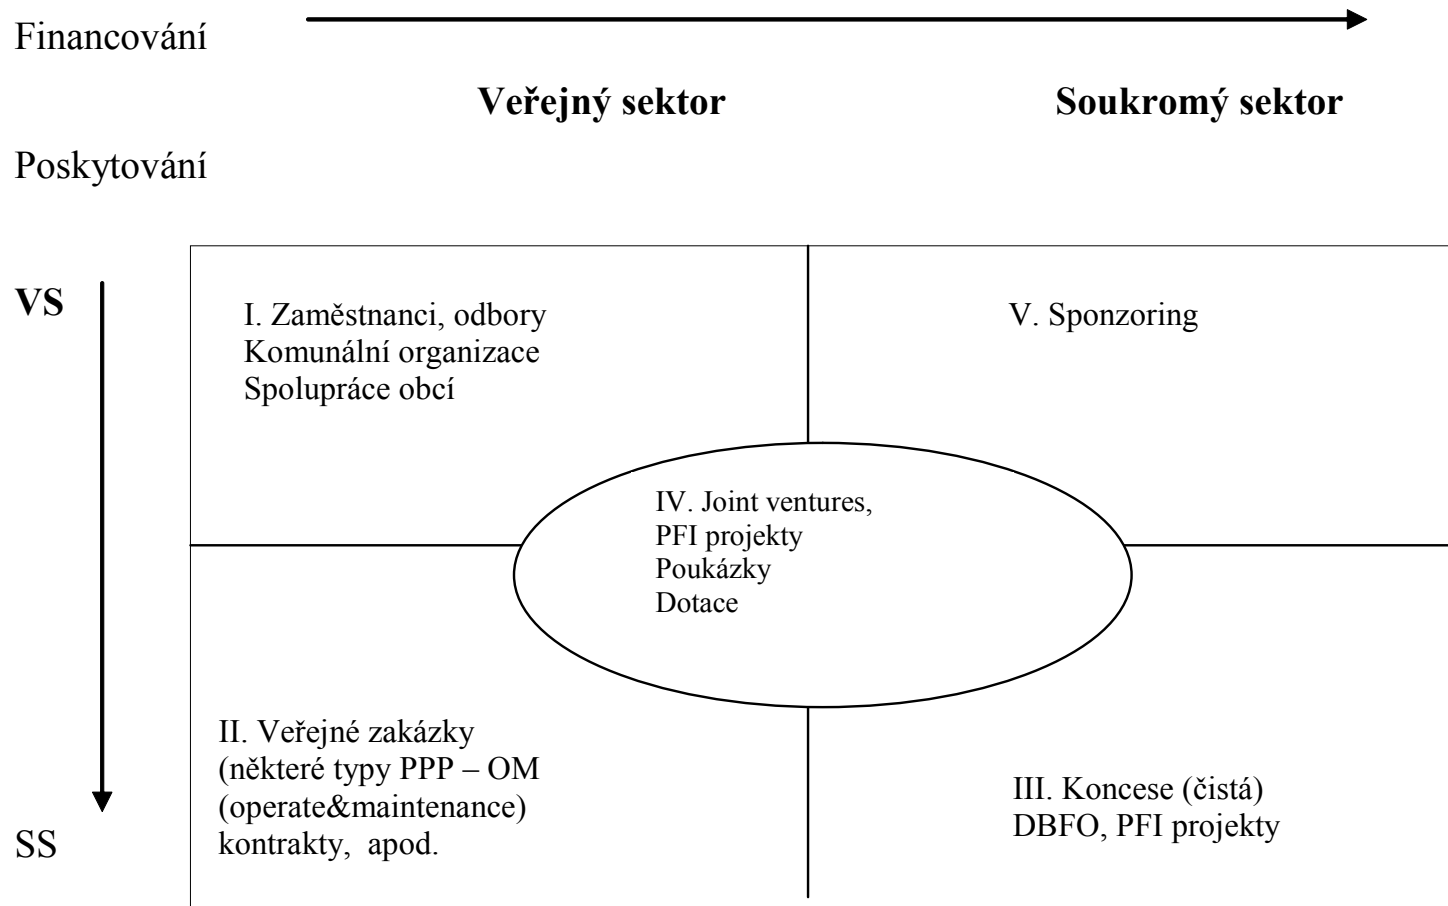 Financování
Veřejný sektor Soukromý sektor
Poskytování
VS
I. Zaměstnanci, odbory
Komunální organizace
Spolupráce obcí
V. Sponzoring
IV. Joint ventures,
PFI projekty
Poukázky
Dotace
II. Veřejné zakázky
(některé typy PPP – OM
(operate&maintenance)
kontrakty, apod.
III. Koncese (čistá)
DBFO, PFI projekty
SS